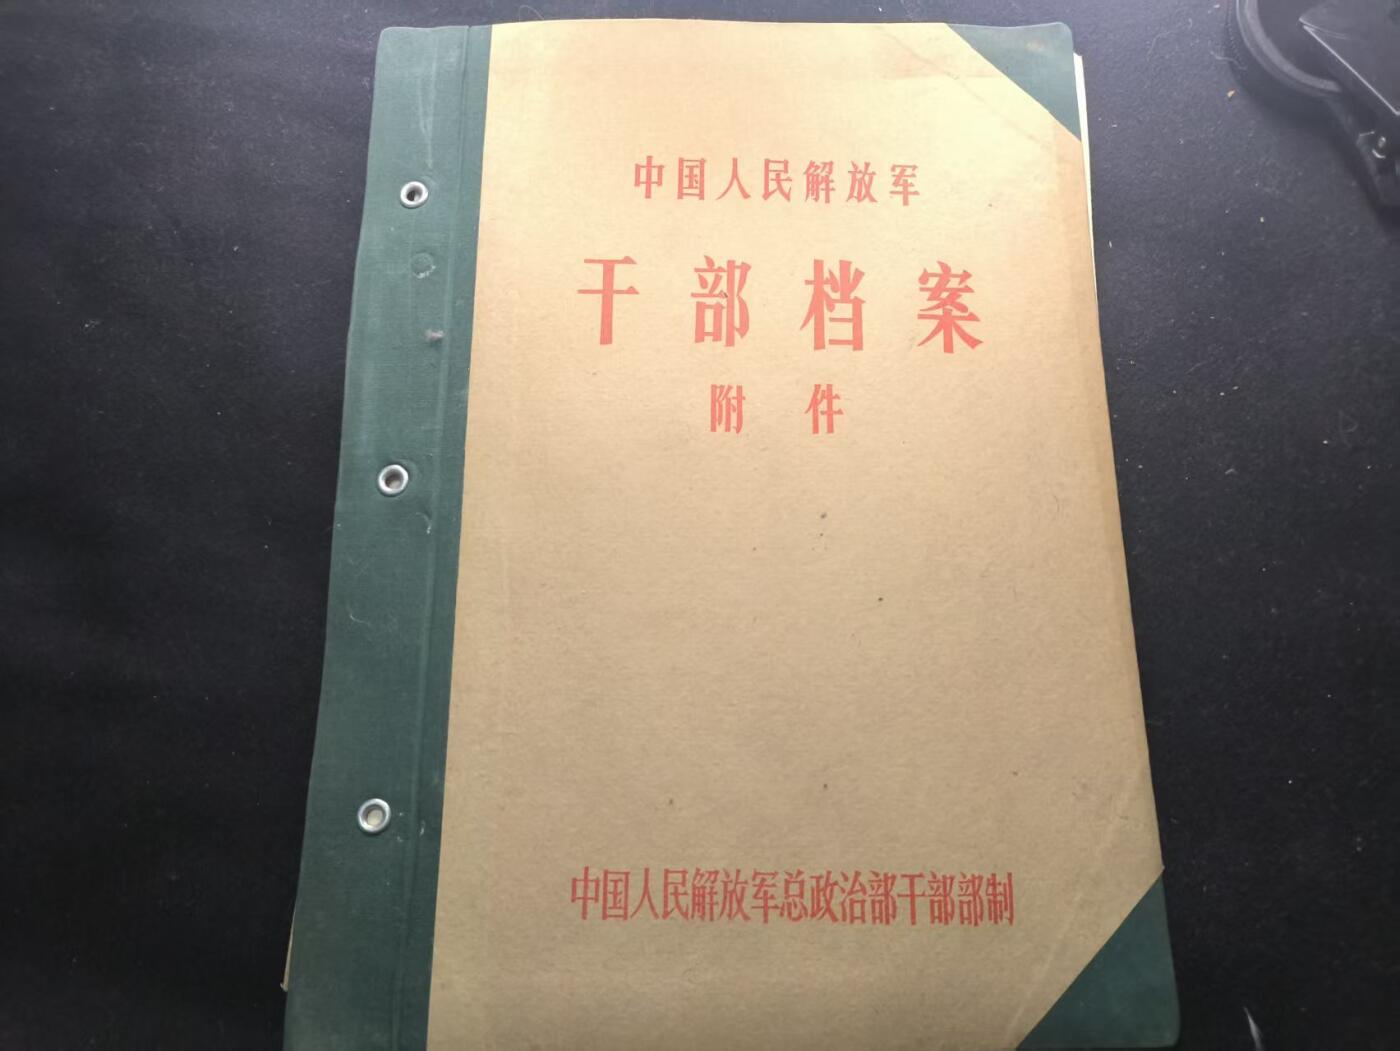 中国人民解放军
干部档案
附件
中国人民解放军总政治部干部部制